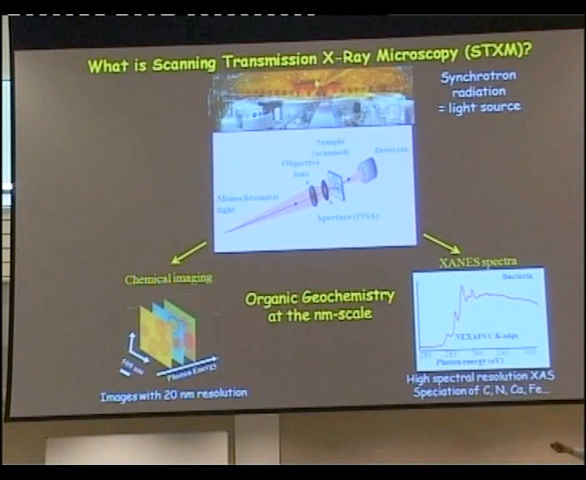 What is Scanning Transmission X-Ray Microscopy (STXM)?
Synchrotron
radiation
= light source
Sample
(scanned)
Detector
Objective
lens
Monochromatic
light
Aperture (OSA)
Chemical imaging
XANES spectra
Organic Geochemistry
at the nm-scale
Bacteria
NEXAFS C K-edge
Photon energy (eV)
Photon Energy
Images with 20 nm resolution
High spectral resolution XAS
Speciation of C, N, Ca, Fe...